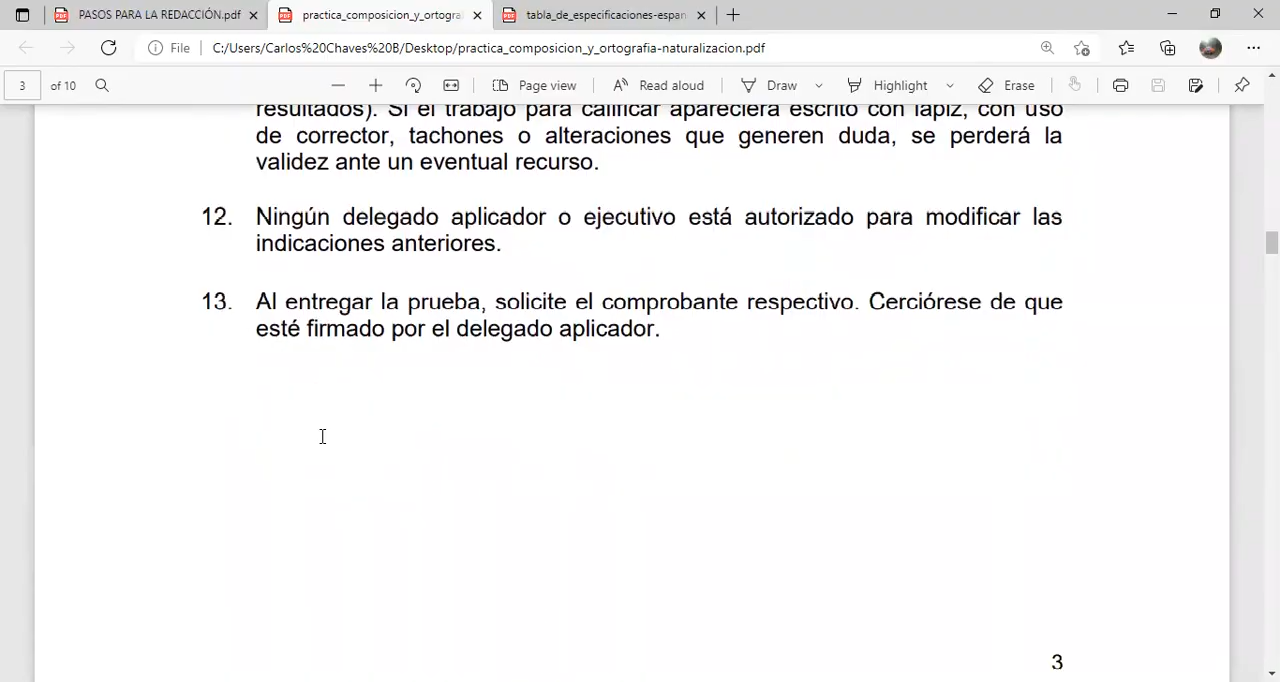 PASOS PARA LA REDACCIÓN.pdf
practica_composicion_y_ortogra
tabla_de_especificaciones-espan
File
C:/Users/Carlos%20Chaves%20B/Desktop/practica_composicion_y_ortografia-naturalizacion.pdf
3 of 10
Page view
Read aloud
Draw
Highlight
Erase
resultados). Si el trabajo para calificar apareciera escrito con lápiz, con uso
de corrector, tachones o alteraciones que generen duda, se perderá la
validez ante un eventual recurso.
12. Ningún delegado aplicador o ejecutivo está autorizado para modificar las
indicaciones anteriores.
13. Al entregar la prueba, solicite el comprobante respectivo. Cerciórese de que
esté firmado por el delegado aplicador.
3